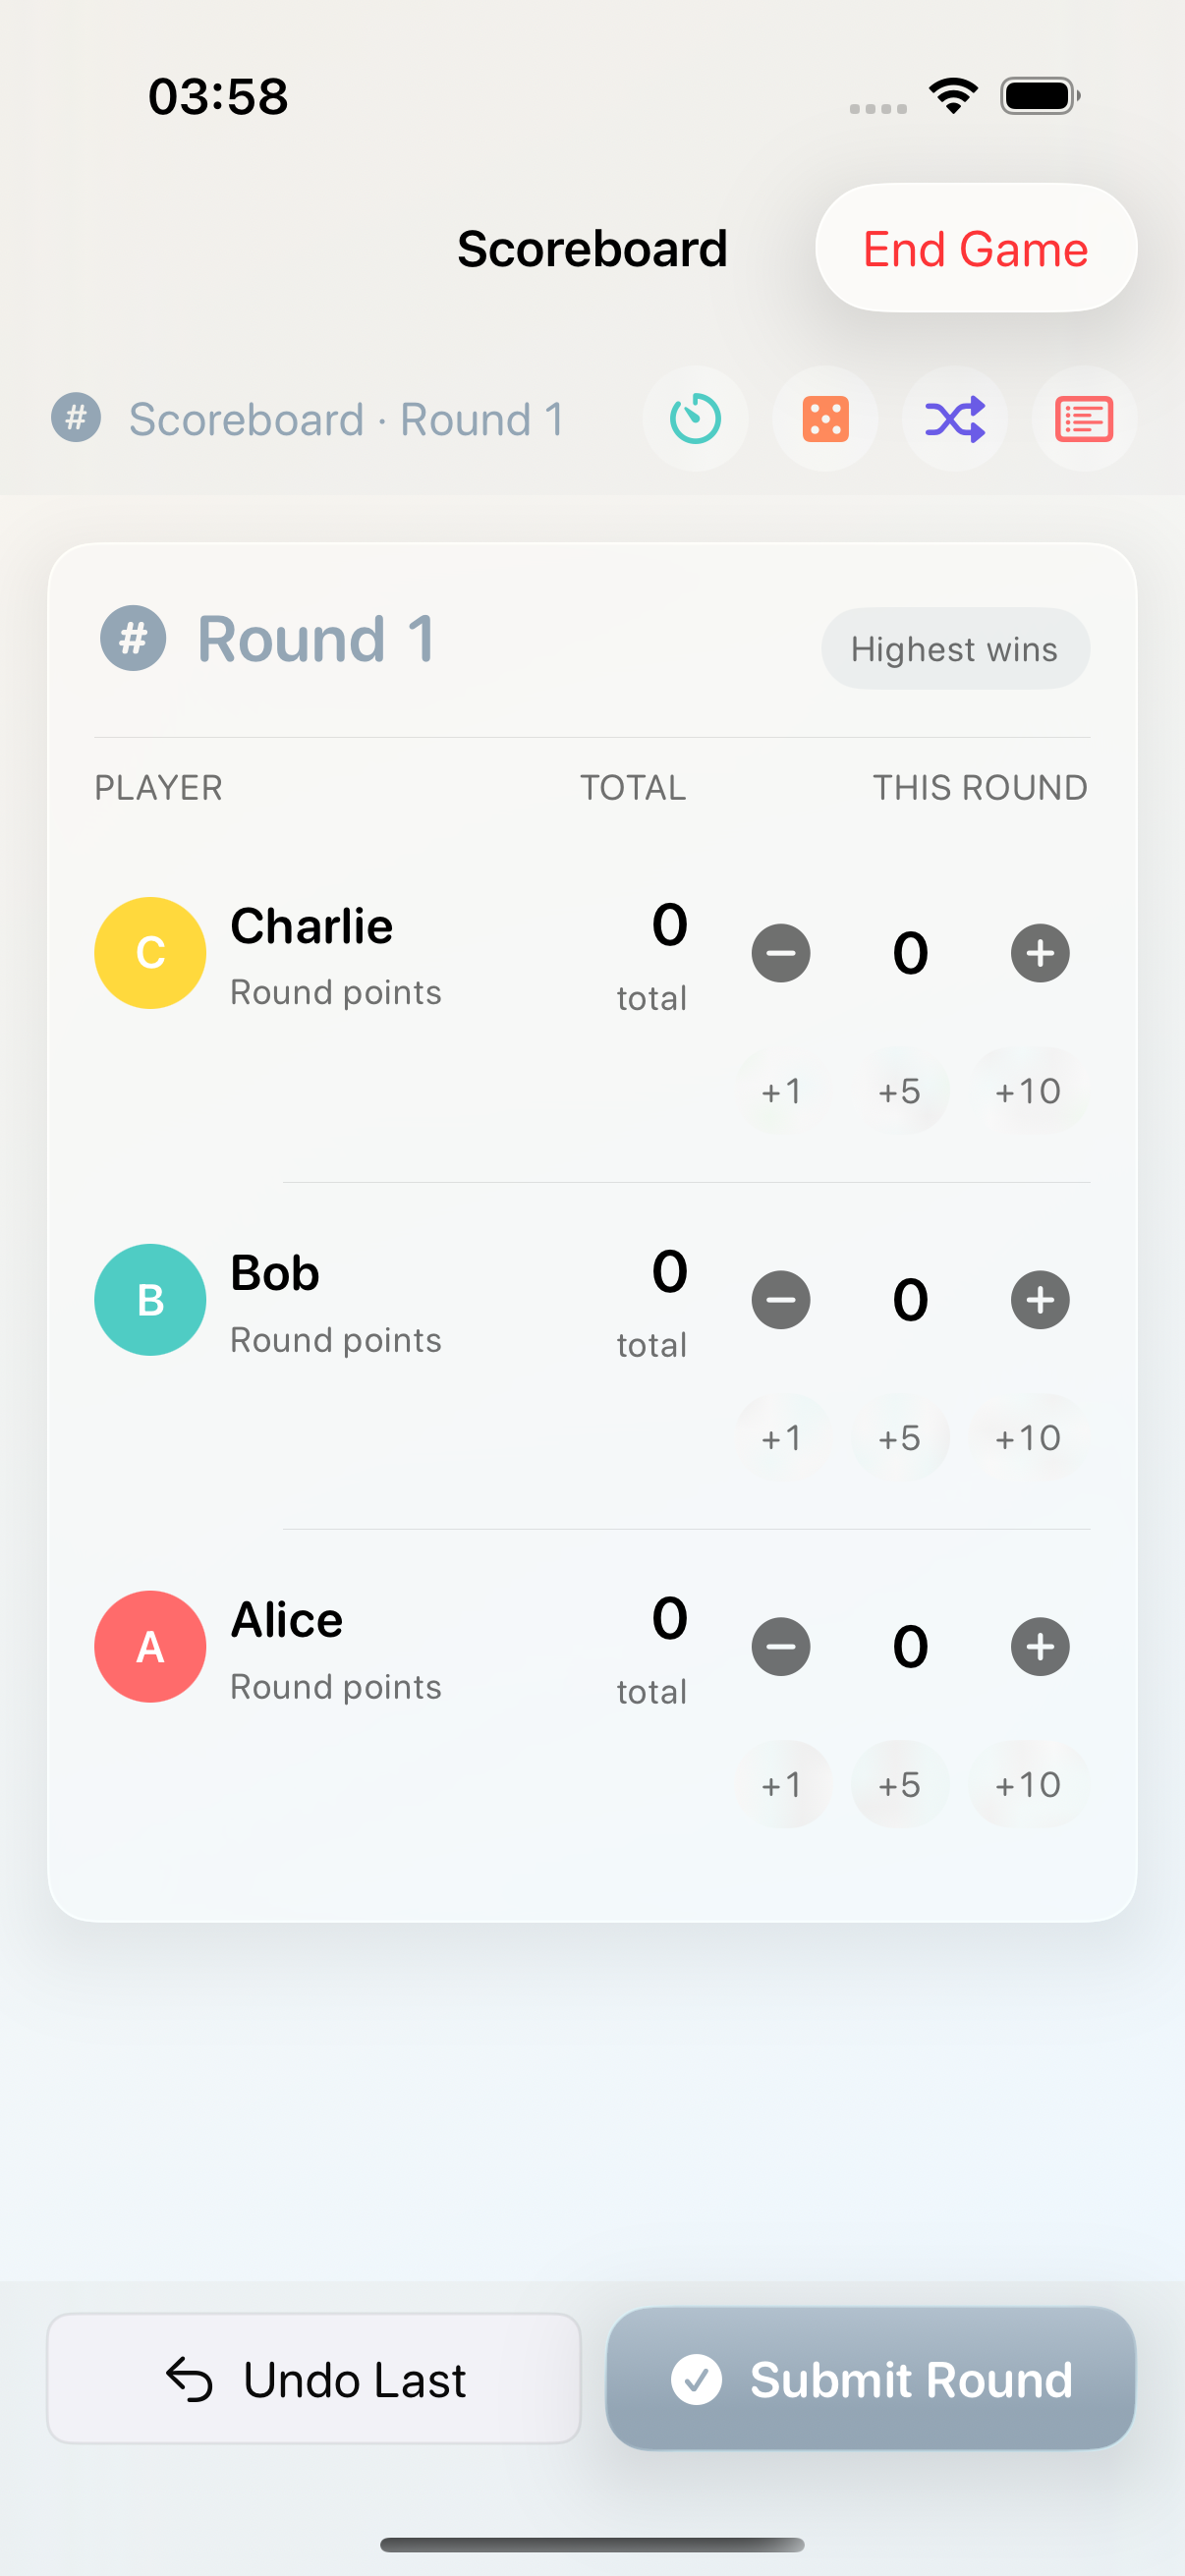 03:58
Scoreboard
End Game
# Scoreboard · Round 1
# Round 1
Highest wins
PLAYER TOTAL THIS ROUND
C Charlie 0 0
Round points total
+1 +5 +10
B Bob 0 0
Round points total
+1 +5 +10
A Alice 0 0
Round points total
+1 +5 +10
Undo Last
Submit Round